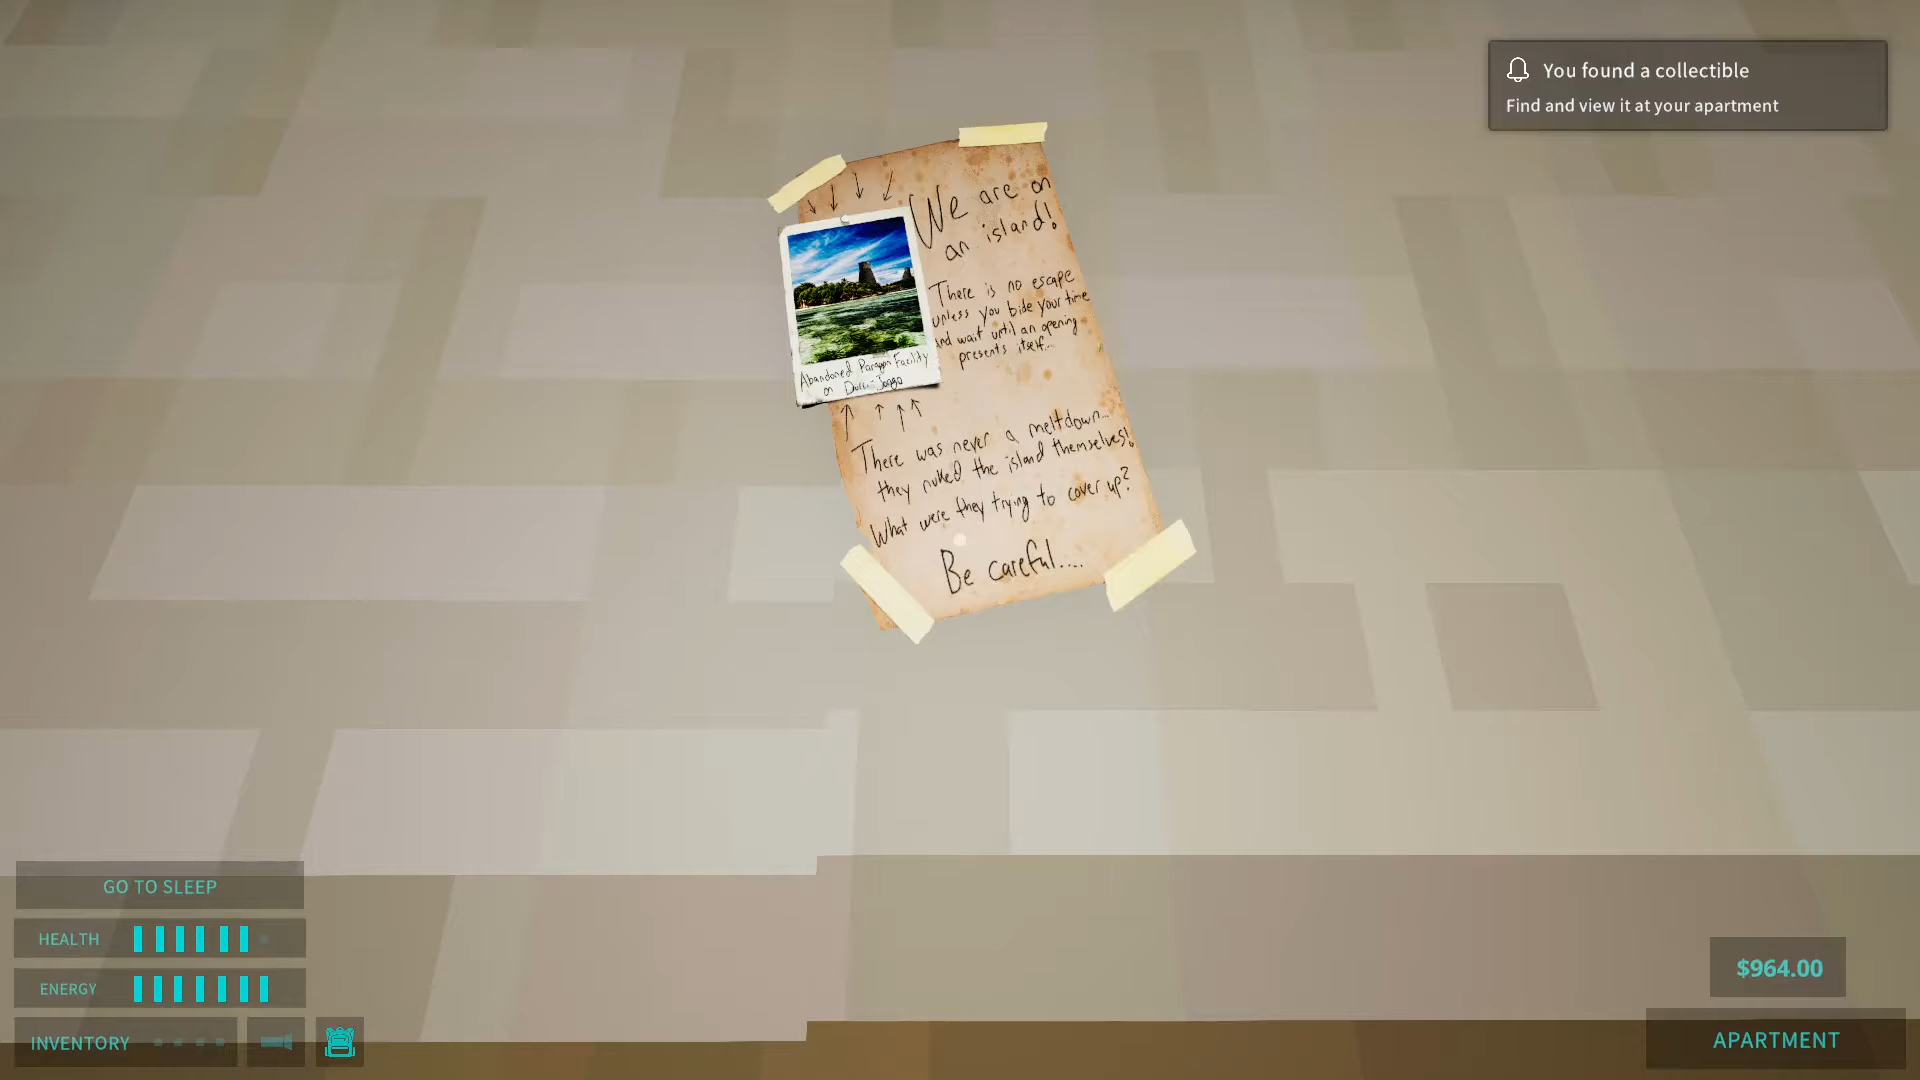 You found a collectible
Find and view it at your apartment
We are on
an island!
There is no escape
unless you bide your time
and wait until an opening
presents itself...
Abandoned Paragon Facility
on
There was never a meltdown...
they nuked the island themselves!
What were they trying to cover up?
Be careful....
GO TO SLEEP
HEALTH
ENERGY
INVENTORY
$964.00
APARTMENT